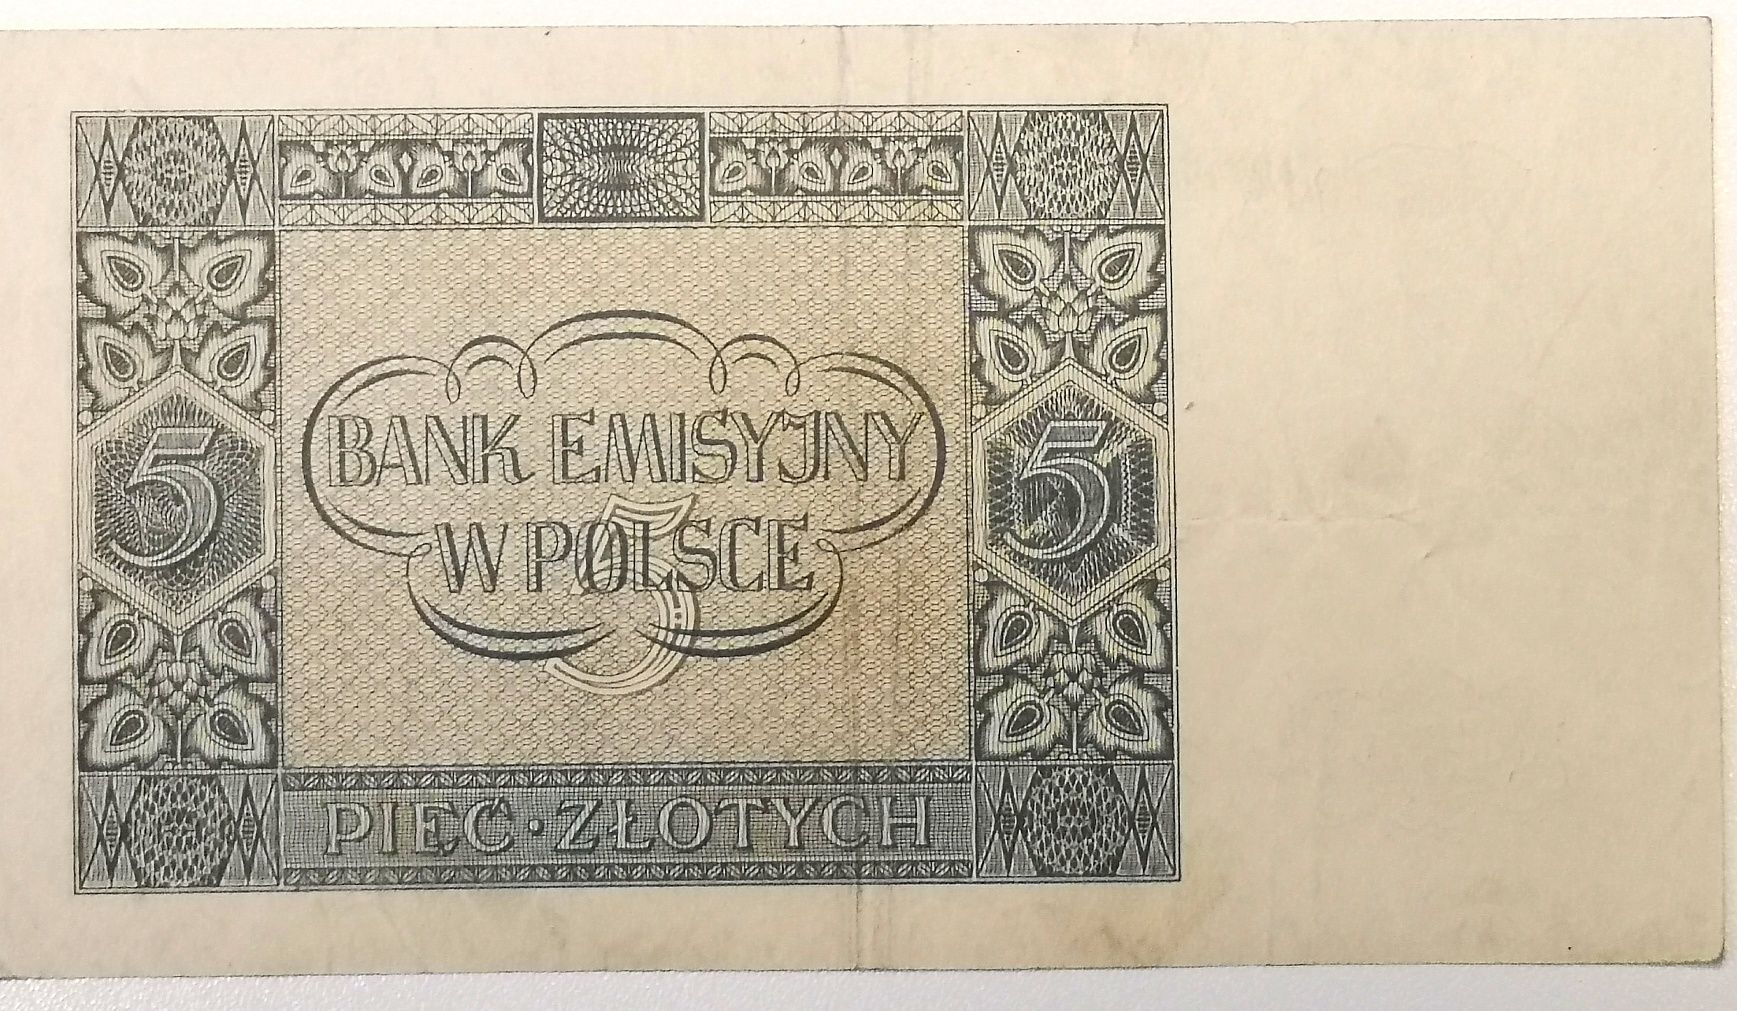 BANK EMISYJNY
W POLSCE
5
5
5
PIĘĆ · ZŁOTYCH